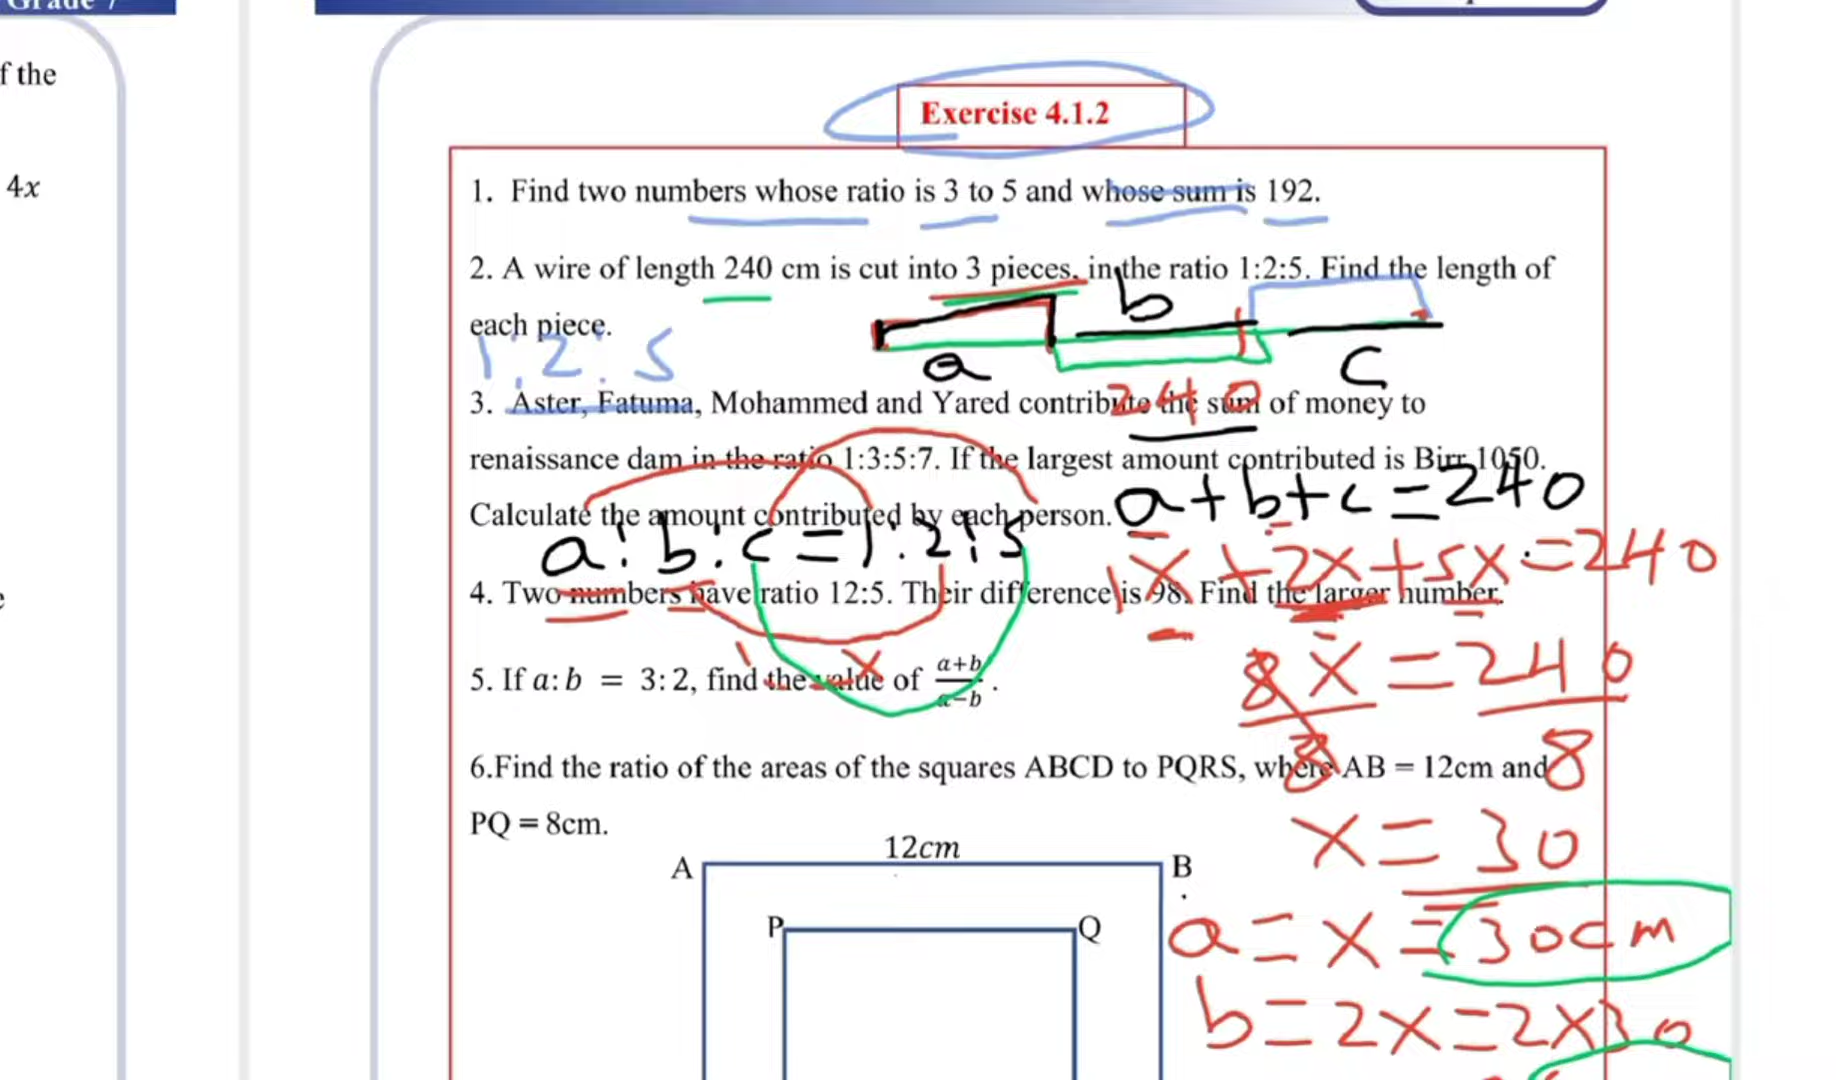 Grade 7
f the
4x
Exercise 4.1.2
1. Find two numbers whose ratio is 3 to 5 and whose sum is 192.
2. A wire of length 240 cm is cut into 3 pieces, in the ratio 1:2:5. Find the length of
each piece.
b
a
c
1:2:5
240
3. Aster, Fatuma, Mohammed and Yared contribute the sum of money to
renaissance dam in the ratio 1:3:5:7. If the largest amount contributed is Birr 1050.
Calculate the amount contributed by each person.
a+b+c=240
a:b:c=1:2:5
1x+2x+5x=240
4. Two numbers have ratio 12:5. Their difference is 98. Find the larger number.
8x=240
8 8
x
5. If a:b = 3:2, find the value of a+b/a−b.
6.Find the ratio of the areas of the squares ABCD to PQRS, where AB = 12cm and
PQ = 8cm.
x=30
12cm
A B
P Q
a=x=30cm
b=2x=2x30